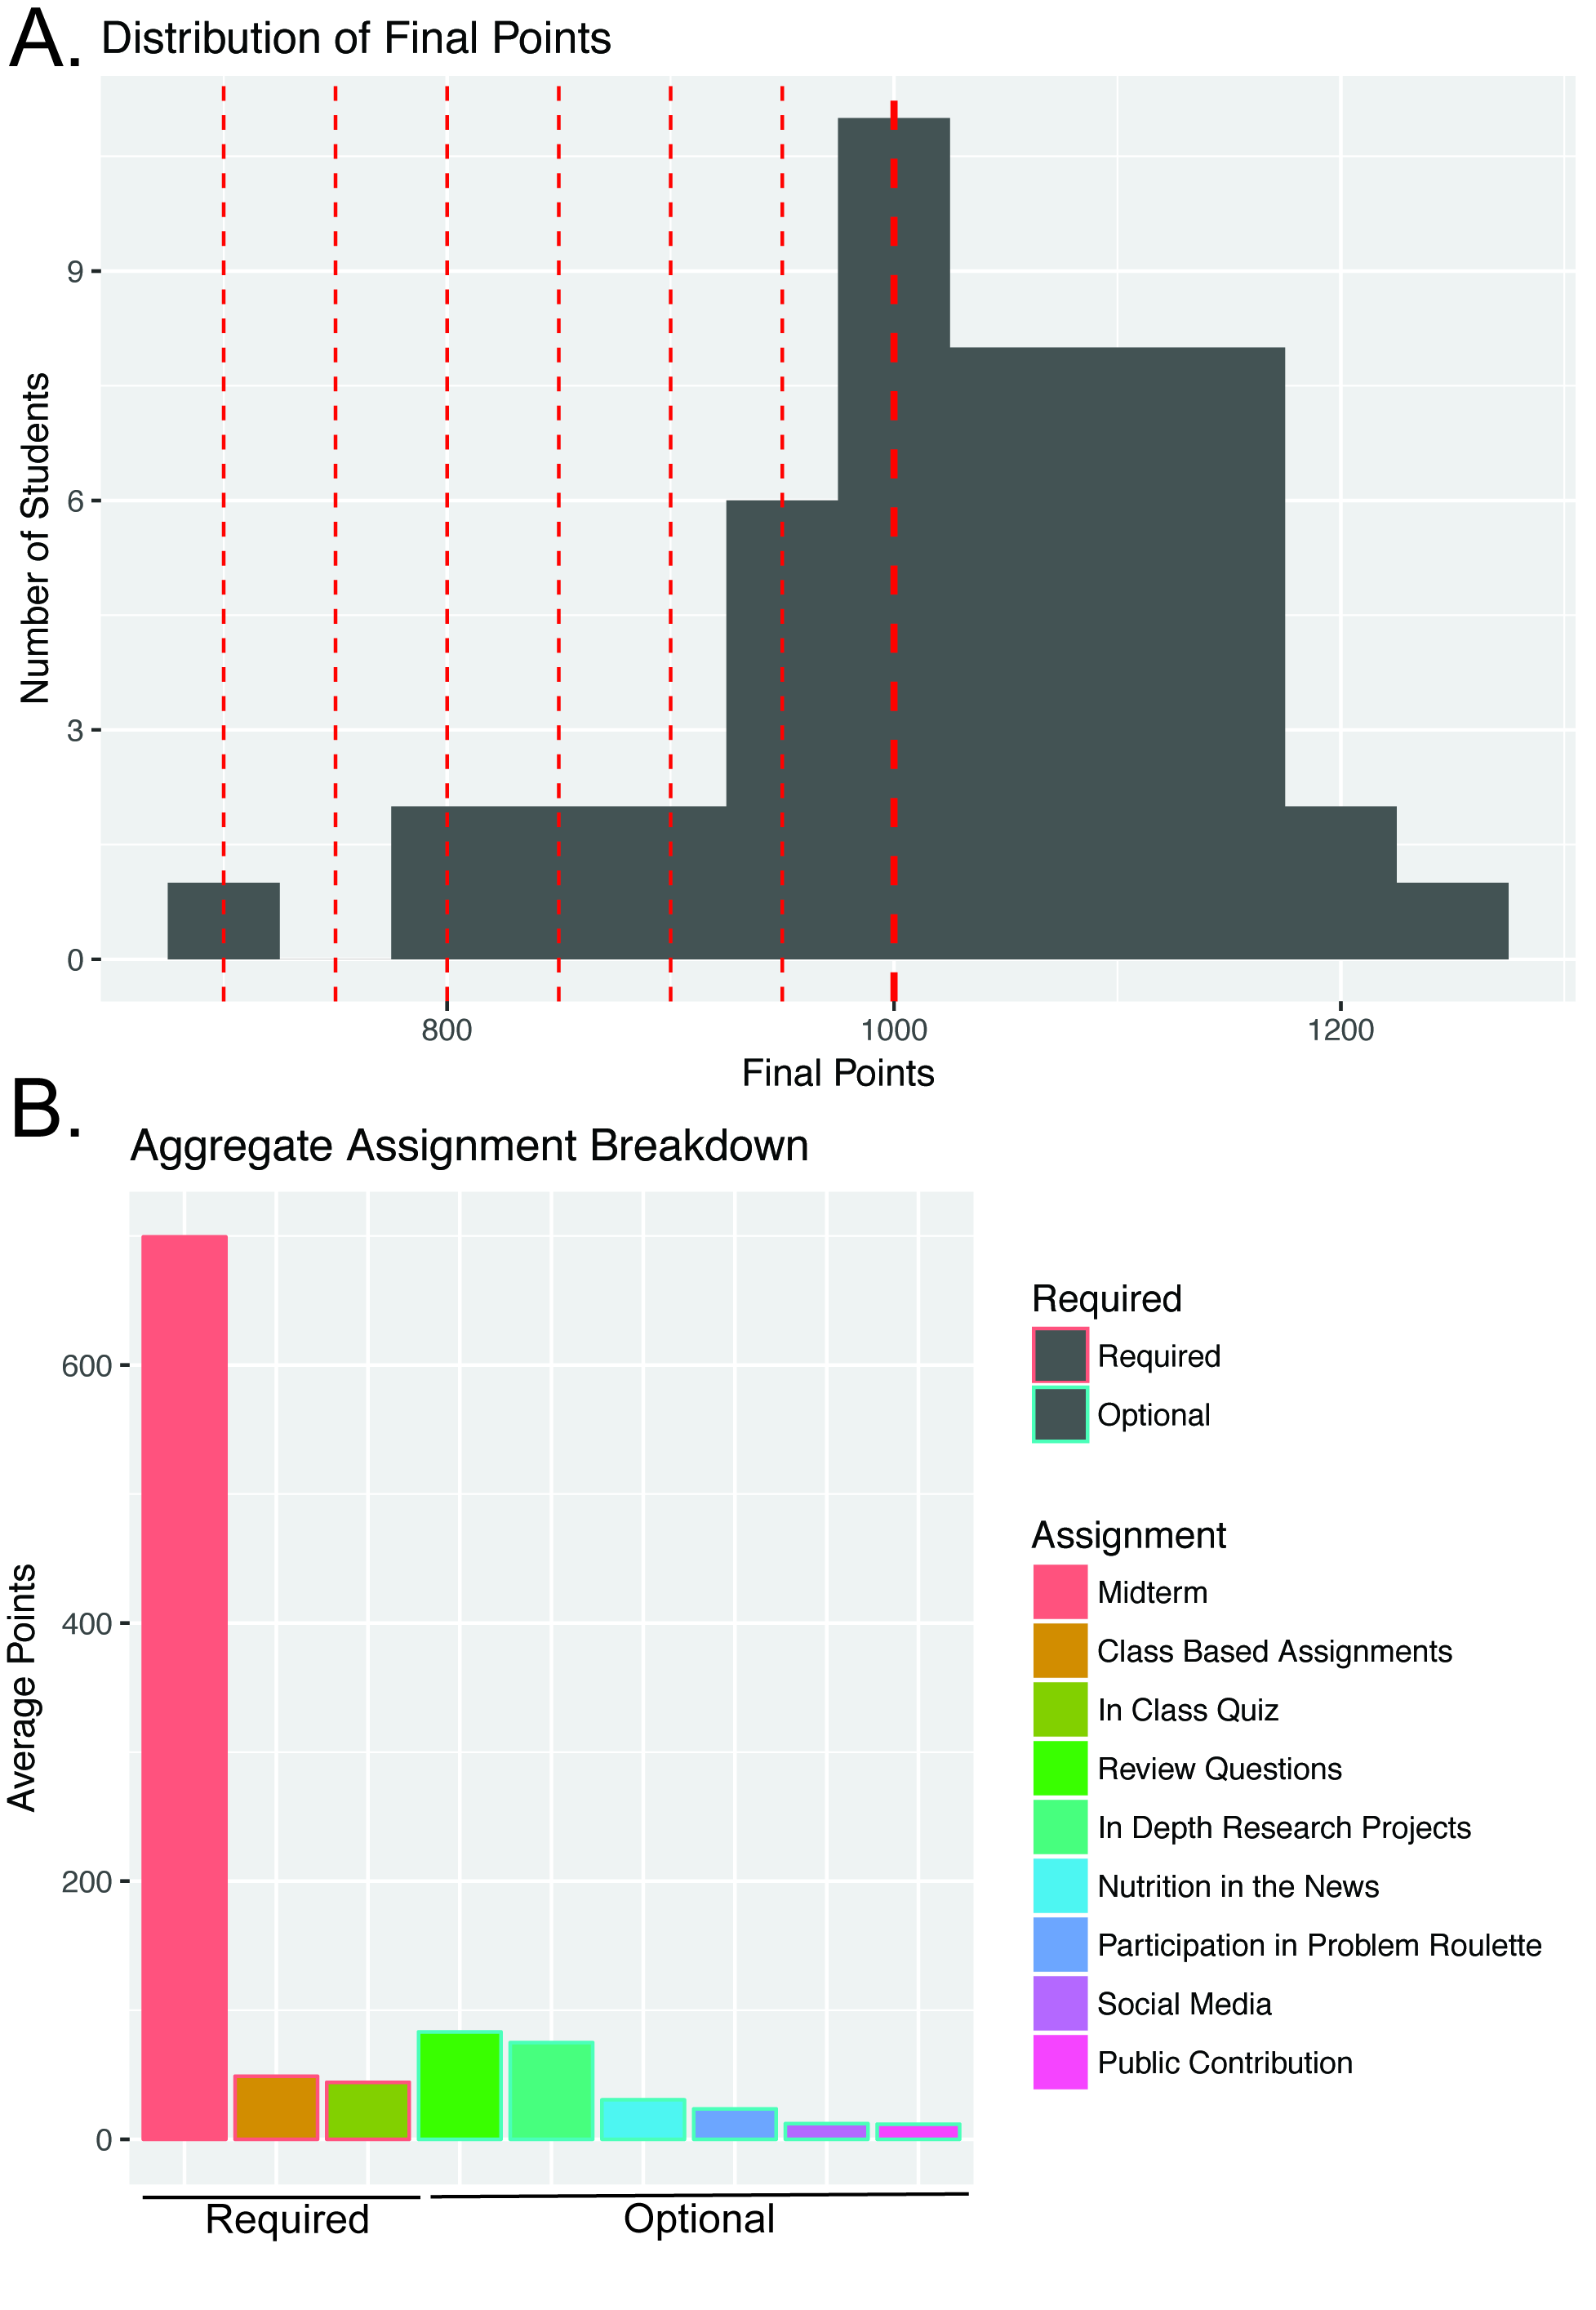 A.
Distribution of Final Points
Number of Students
9
6
3
0
800 1000 1200
Final Points
B.
Aggregate Assignment Breakdown
Average Points
600
400
200
0
Required Optional
Required
Required
Optional
Assignment
Midterm
Class Based Assignments
In Class Quiz
Review Questions
In Depth Research Projects
Nutrition in the News
Participation in Problem Roulette
Social Media
Public Contribution